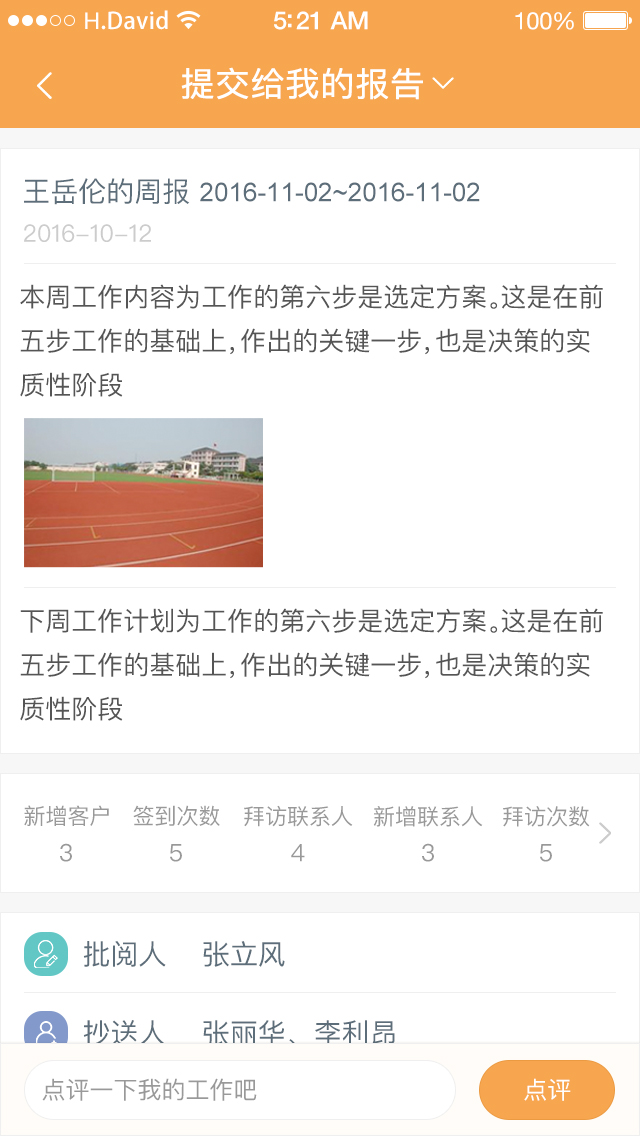 H.David 5:21 AM 100%
提交给我的报告
王岳伦的周报 2016-11-02~2016-11-02
2016-10-12
本周工作内容为工作的第六步是选定方案。这是在前
五步工作的基础上,作出的关键一步,也是决策的实
质性阶段
下周工作计划为工作的第六步是选定方案。这是在前
五步工作的基础上,作出的关键一步,也是决策的实
质性阶段
新增客户 签到次数 拜访联系人 新增联系人 拜访次数
3 5 4 3 5
批阅人 张立风
抄送人 张丽华、李利昂
点评一下我的工作吧 点评